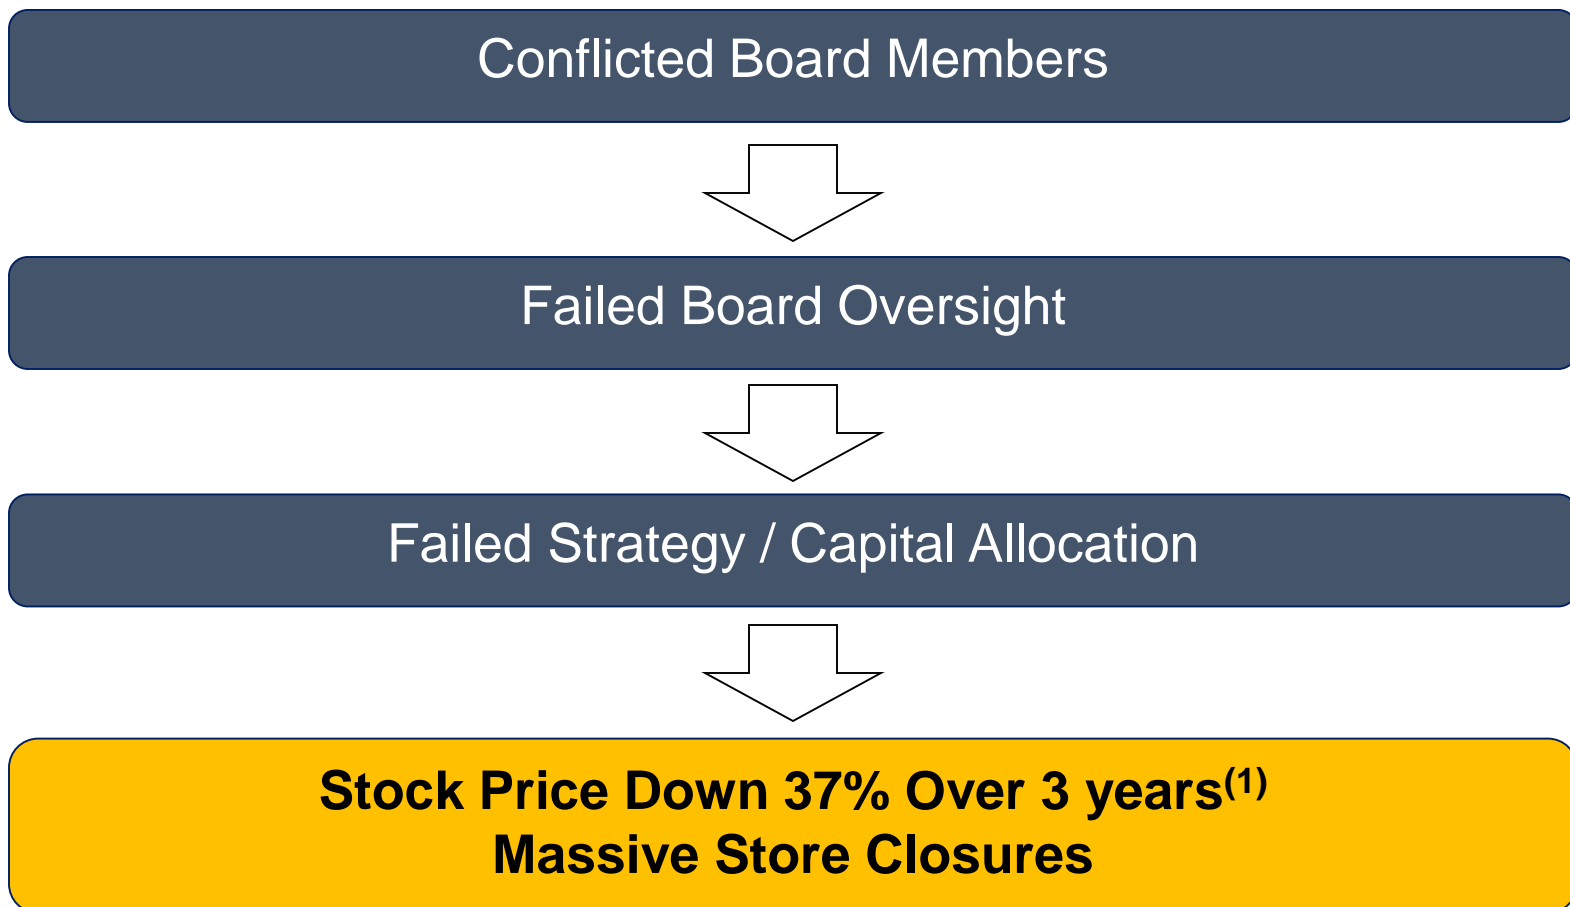 Conflicted Board Members
Failed Board Oversight
Failed Strategy / Capital Allocation
Stock Price Down 37% Over 3 years(1)
Massive Store Closures